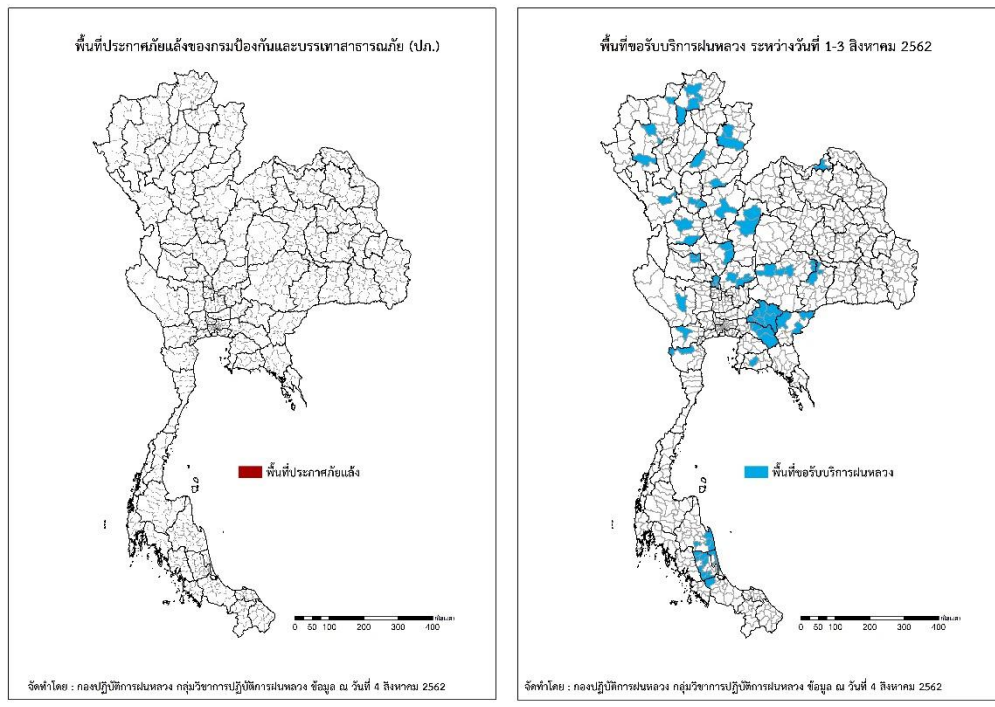 พื้นที่ประกาศภัยแล้งของกรมป้องกันและบรรเทาสาธารณภัย (ปภ.)
พื้นที่ประกาศภัยแล้ง
0 50 100 200 300 400
จัดทำโดย : กองปฏิบัติการฝนหลวง กลุ่มวิชาการปฏิบัติการฝนหลวง ข้อมูล ณ วันที่ 4 สิงหาคม 2562
พื้นที่ขอรับบริการฝนหลวง ระหว่างวันที่ 1-3 สิงหาคม 2562
พื้นที่ขอรับบริการฝนหลวง
0 50 100 200 300 400
จัดทำโดย : กองปฏิบัติการฝนหลวง กลุ่มวิชาการปฏิบัติการฝนหลวง ข้อมูล ณ วันที่ 4 สิงหาคม 2562